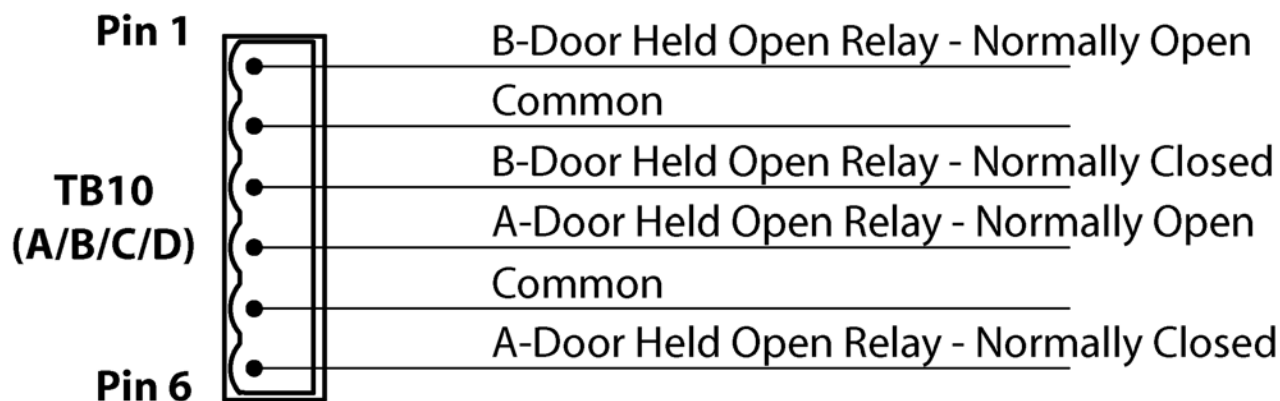 Pin 1
B-Door Held Open Relay - Normally Open
Common
B-Door Held Open Relay - Normally Closed
TB10
(A/B/C/D)
A-Door Held Open Relay - Normally Open
Common
A-Door Held Open Relay - Normally Closed
Pin 6